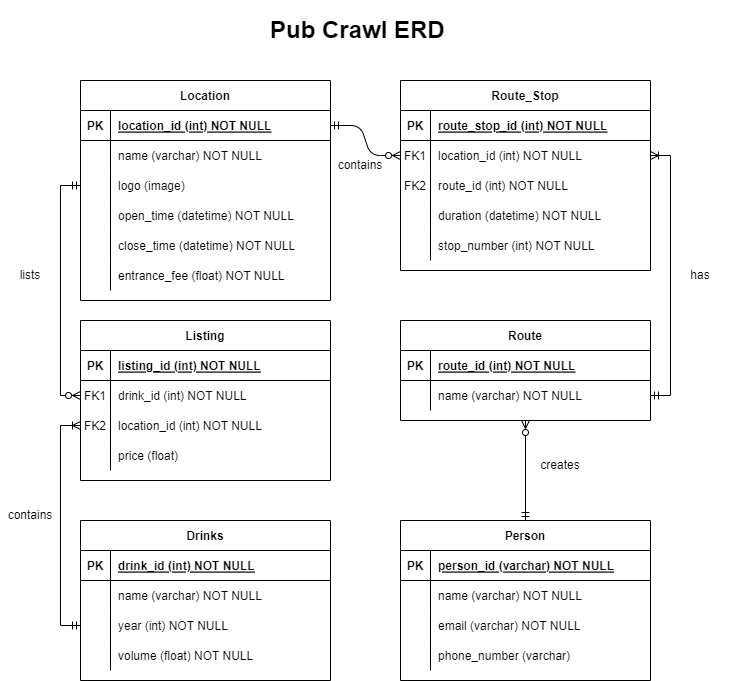 Pub Crawl ERD
Location
PK location_id (int) NOT NULL
name (varchar) NOT NULL
logo (image)
open_time (datetime) NOT NULL
close_time (datetime) NOT NULL
entrance_fee (float) NOT NULL
contains
Route_Stop
PK route_stop_id (int) NOT NULL
FK1 location_id (int) NOT NULL
FK2 route_id (int) NOT NULL
duration (datetime) NOT NULL
stop_number (int) NOT NULL
lists
has
Listing
PK listing_id (int) NOT NULL
FK1 drink_id (int) NOT NULL
FK2 location_id (int) NOT NULL
price (float)
Route
PK route_id (int) NOT NULL
name (varchar) NOT NULL
creates
contains
Drinks
PK drink_id (int) NOT NULL
name (varchar) NOT NULL
year (int) NOT NULL
volume (float) NOT NULL
Person
PK person_id (varchar) NOT NULL
name (varchar) NOT NULL
email (varchar) NOT NULL
phone_number (varchar)